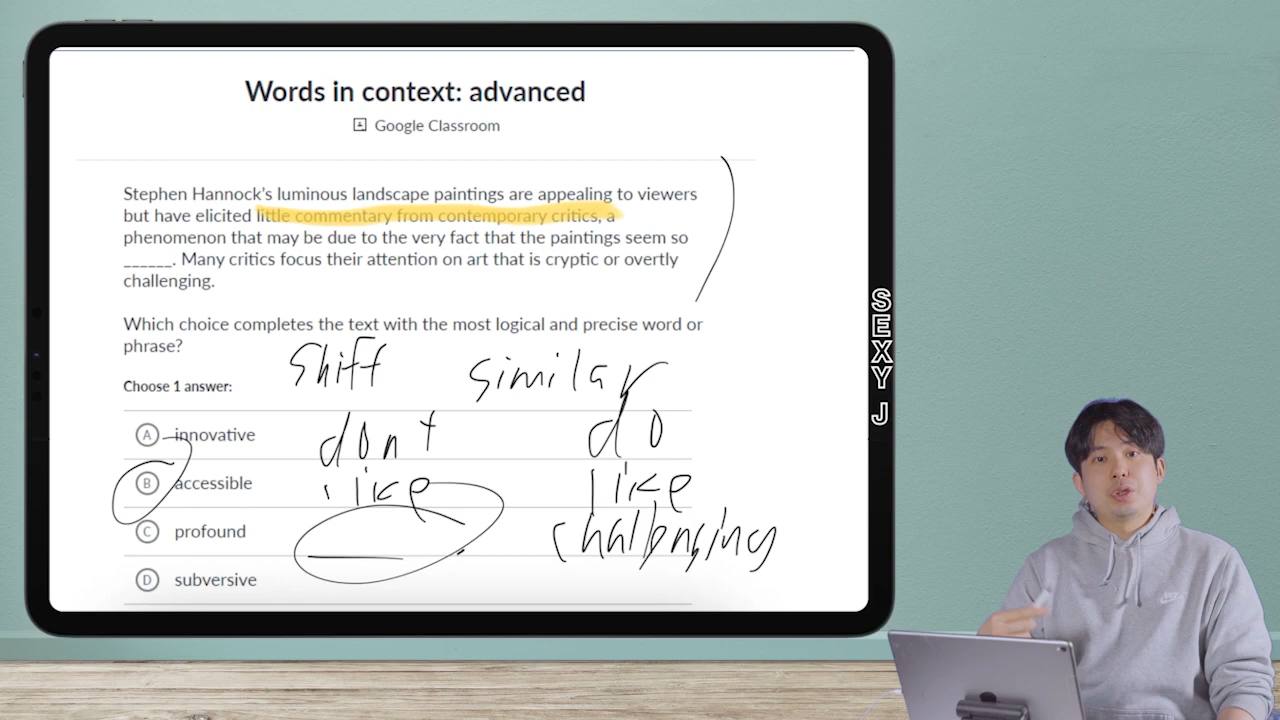 Words in context: advanced
Google Classroom
Stephen Hannock's luminous landscape paintings are appealing to viewers
but have elicited little commentary from contemporary critics, a
phenomenon that may be due to the very fact that the paintings seem so
______. Many critics focus their attention on art that is cryptic or overtly
challenging.
Which choice completes the text with the most logical and precise word or
phrase?
shift similar
Choose 1 answer:
A innovative
don't do
B accessible
like like
C profound
challenging
D subversive
SEXY J